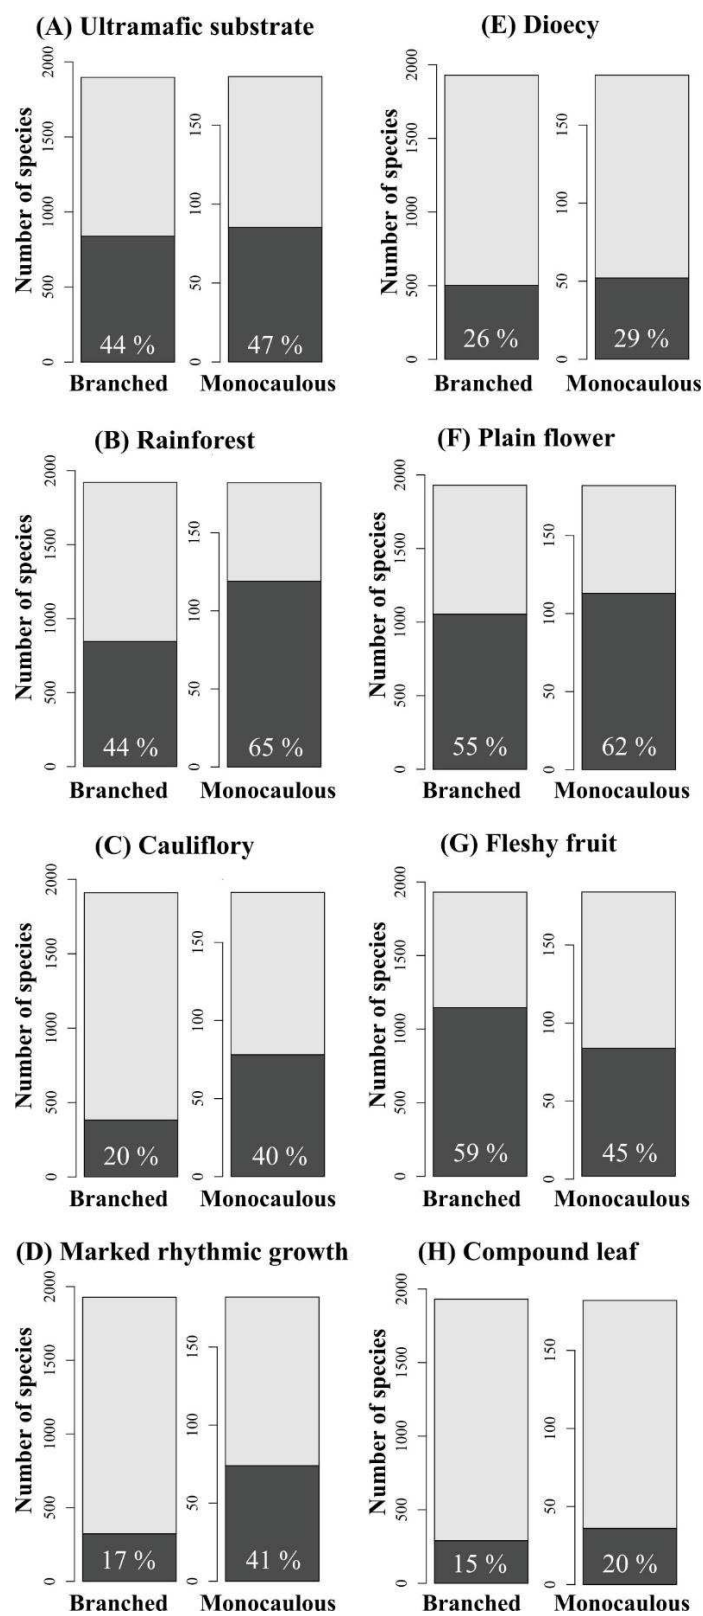 (A) Ultramafic substrate
Number of species
0 500 1000 1500 2000
0 50 100 150
44 %
47 %
Branched
Monocaulous
(B) Rainforest
Number of species
0 500 1000 1500 2000
0 50 100 150
44 %
65 %
Branched
Monocaulous
(C) Cauliflory
Number of species
0 500 1000 1500 2000
0 50 100 150
20 %
40 %
Branched
Monocaulous
(D) Marked rhythmic growth
Number of species
0 500 1000 1500 2000
0 50 100 150
17 %
41 %
Branched
Monocaulous
(E) Dioecy
Number of species
0 500 1000 1500 2000
0 50 100 150
26 %
29 %
Branched
Monocaulous
(F) Plain flower
Number of species
0 500 1000 1500 2000
0 50 100 150
55 %
62 %
Branched
Monocaulous
(G) Fleshy fruit
Number of species
0 500 1000 1500 2000
0 50 100 150
59 %
45 %
Branched
Monocaulous
(H) Compound leaf
Number of species
0 500 1000 1500 2000
0 50 100 150
15 %
20 %
Branched
Monocaulous